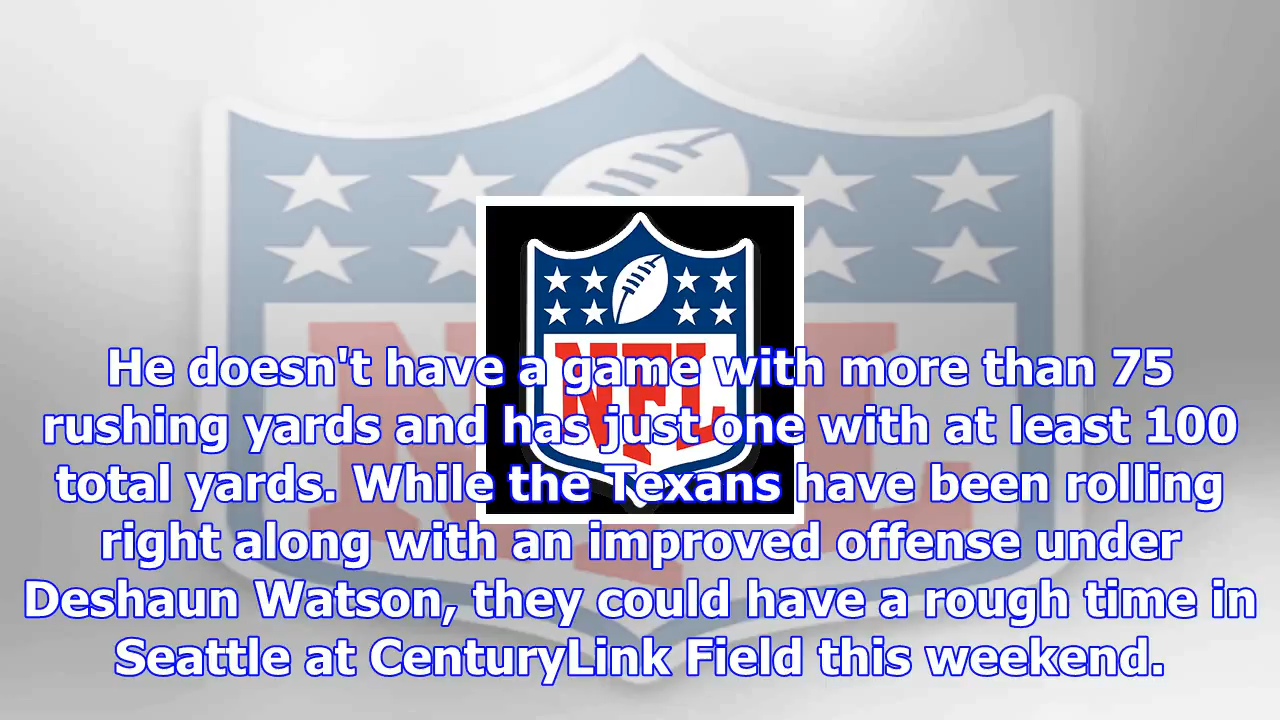 NFL
He doesn't have a game with more than 75
rushing yards and has just one with at least 100
total yards. While the Texans have been rolling
right along with an improved offense under
Deshaun Watson, they could have a rough time in
Seattle at CenturyLink Field this weekend.